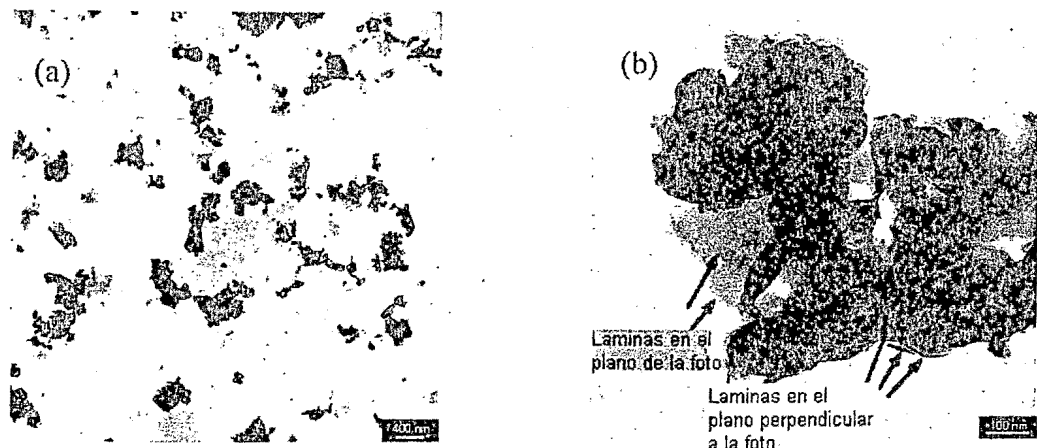 (a)
400 nm
(b)
Laminas en el
plano de la foto
Laminas en el
plano perpendicular
a la foto
100 nm